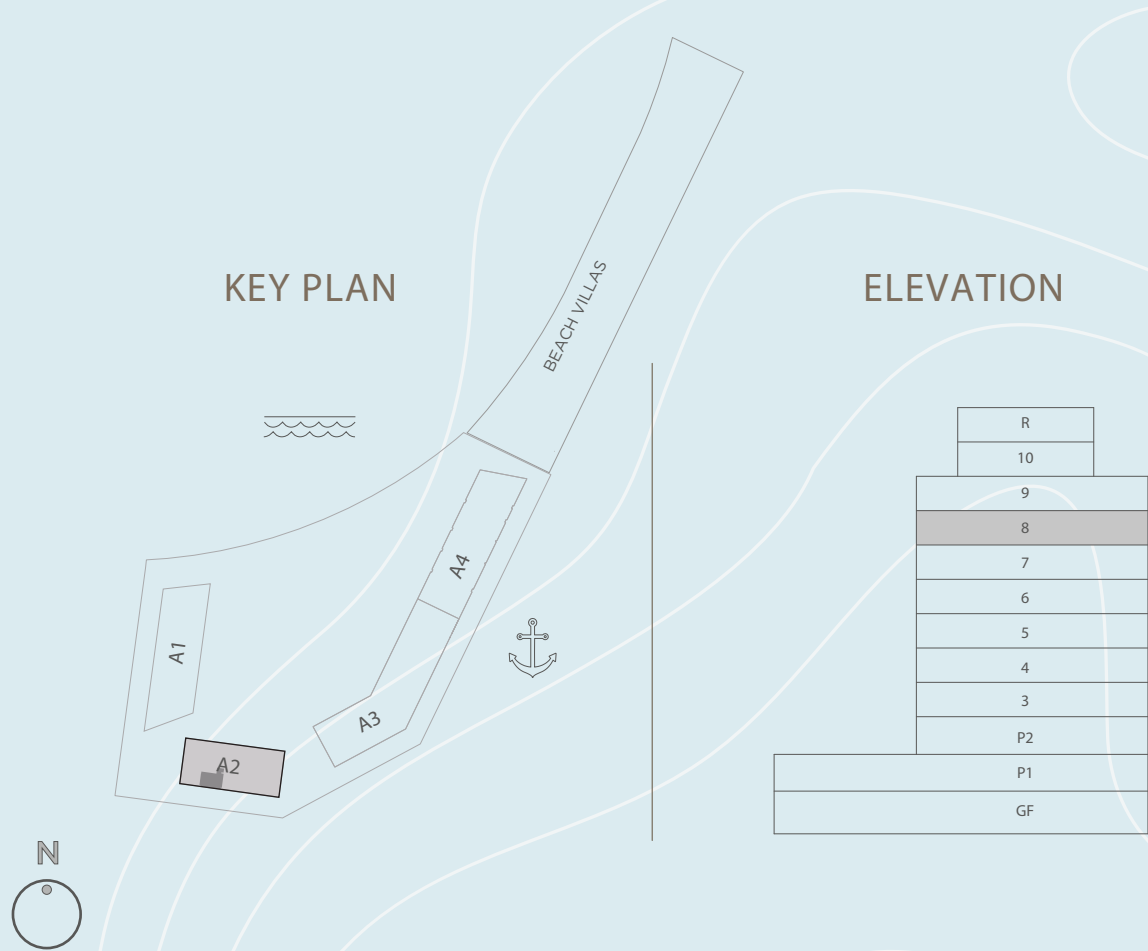 KEY PLAN
ELEVATION
BEACH VILLAS
A4
A1
A3
A2
N
R
10
9
8
7
6
5
4
3
P2
P1
GF